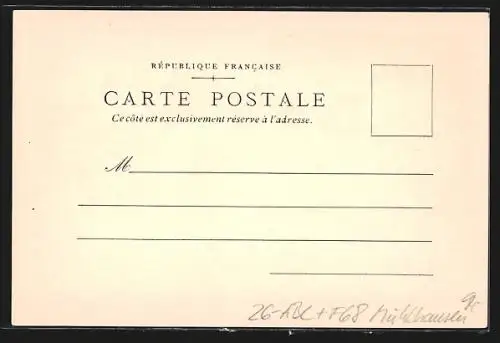 RÉPUBLIQUE FRANÇAISE
CARTE POSTALE
Ce côté est exclusivement réservé à l'adresse.
M
26-ABC+F68 Mühlhausen